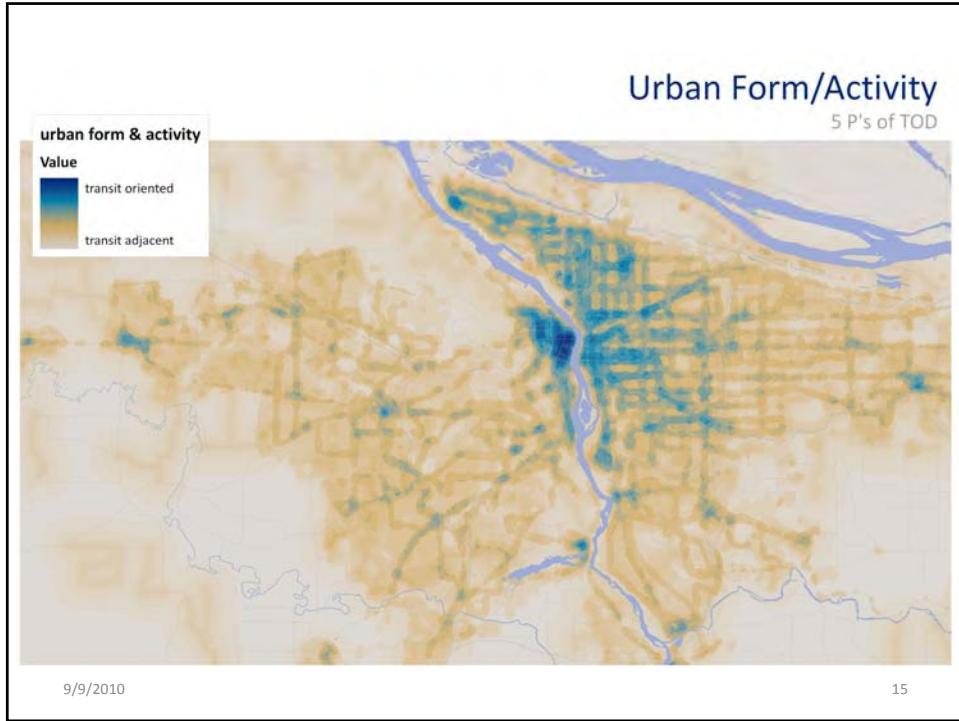 Urban Form/Activity
5 P's of TOD
urban form & activity
Value
transit oriented
transit adjacent
9/9/2010
15